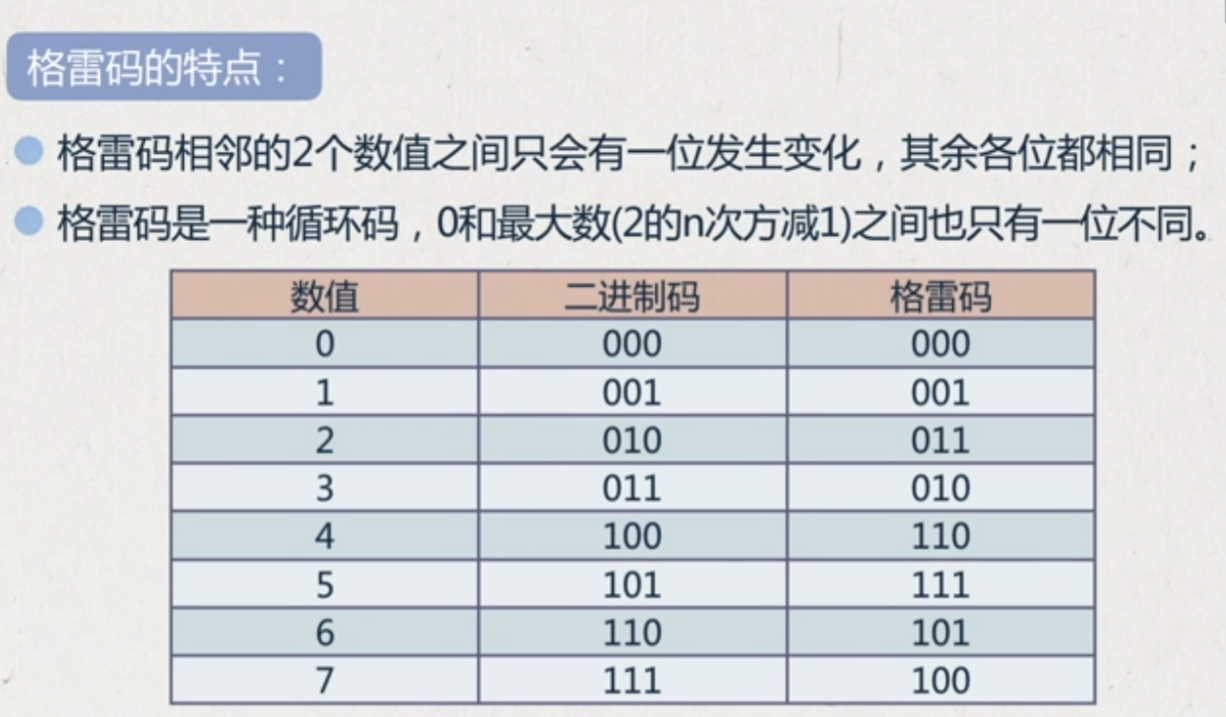 格雷码的特点：
格雷码相邻的2个数值之间只会有一位发生变化，其余各位都相同；
格雷码是一种循环码，0和最大数(2的n次方减1)之间也只有一位不同。
数值 二进制码 格雷码
0 000 000
1 001 001
2 010 011
3 011 010
4 100 110
5 101 111
6 110 101
7 111 100